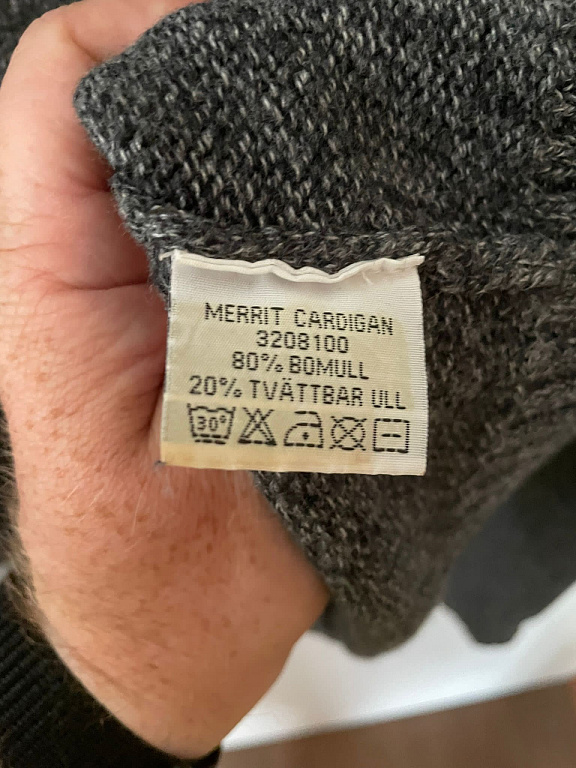 MERRIT CARDIGAN
3208100
80% BOMULL
20% TVÄTTBAR ULL
30°